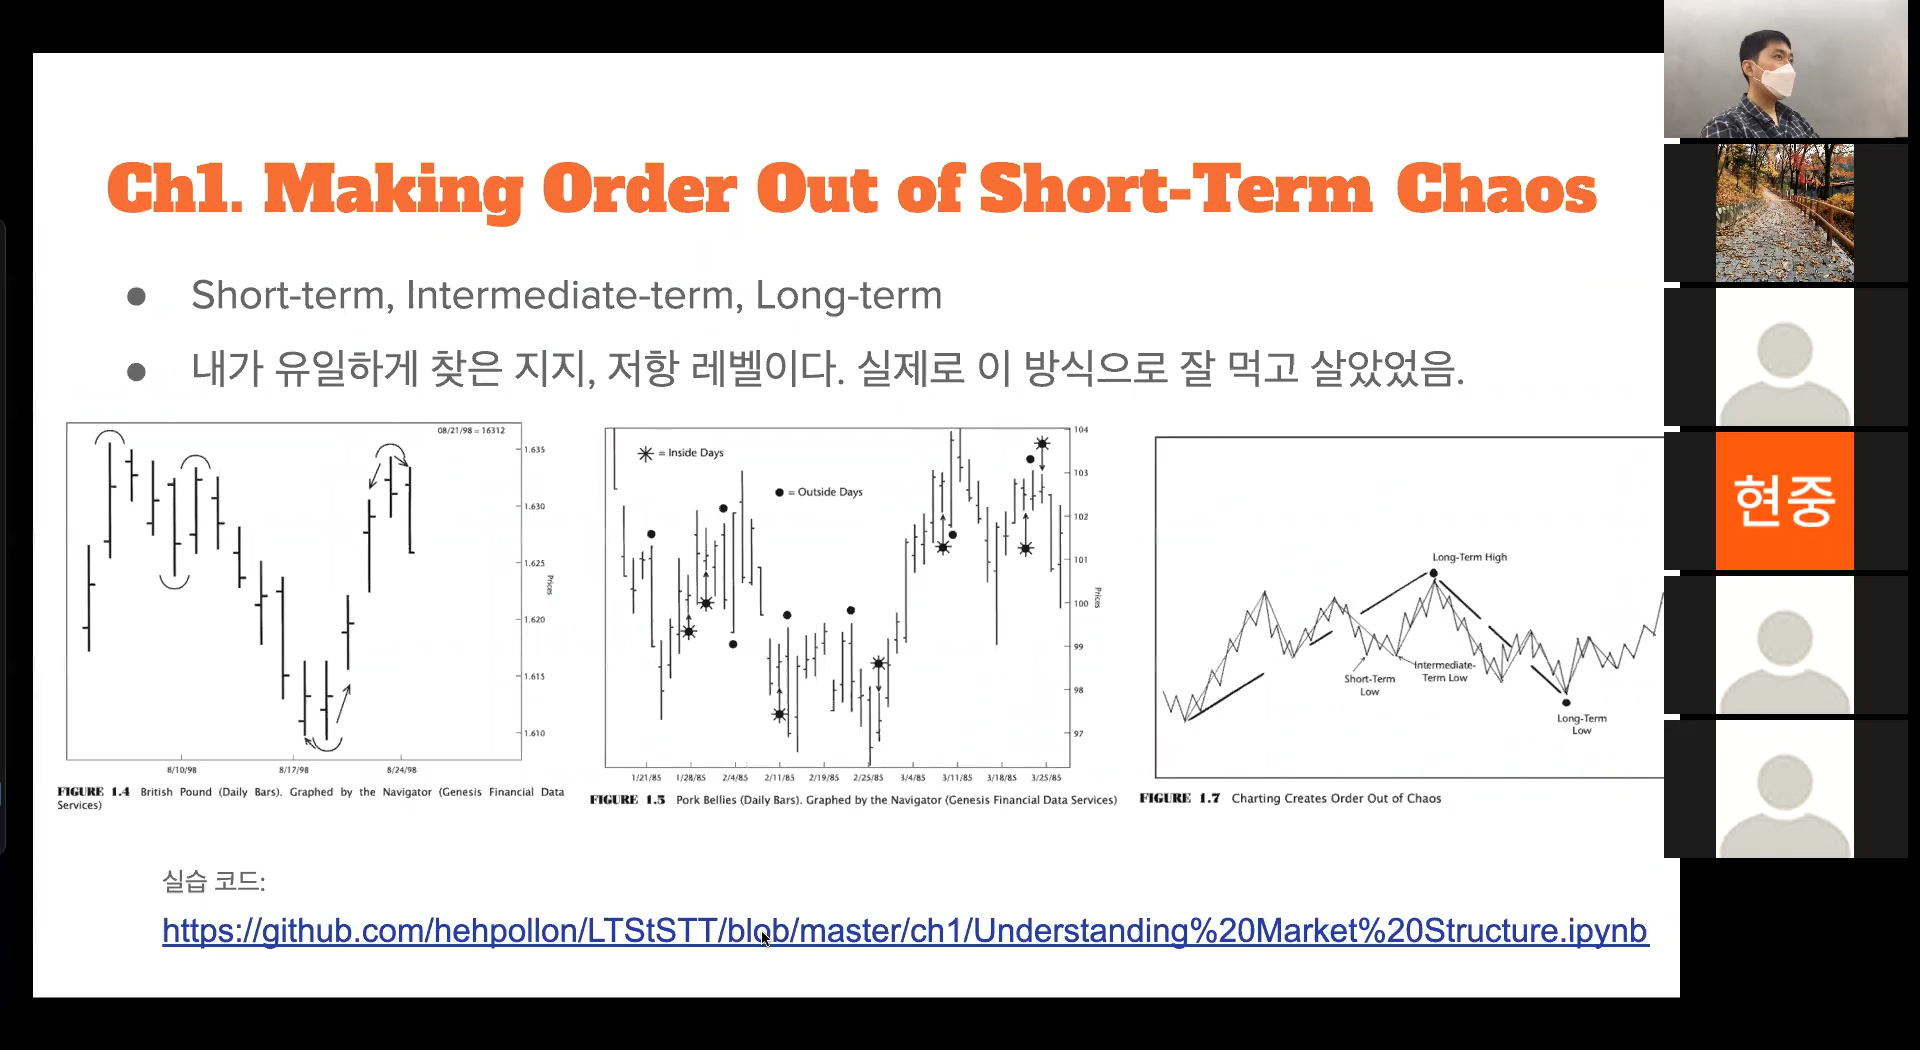 Ch1. Making Order Out of Short-Term Chaos
● Short-term, Intermediate-term, Long-term
● 내가 유일하게 찾은 지지, 저항 레벨이다. 실제로 이 방식으로 잘 먹고 살았었음.
08/21/98 = 16312
1.635
1.630
1.625
Prices
1.620
1.615
1.610
8/10/98 8/17/98 8/24/98
FIGURE 1.4 British Pound (Daily Bars). Graphed by the Navigator (Genesis Financial Data
Services)
= Inside Days
= Outside Days
104
103
102
101
100
Prices
99
98
97
1/21/85 1/28/85 2/4/85 2/11/85 2/19/85 2/25/85 3/4/85 3/11/85 3/18/85 3/25/85
FIGURE 1.5 Pork Bellies (Daily Bars). Graphed by the Navigator (Genesis Financial Data Services)
Long-Term High
Short-Term
Low
Intermediate-
Term Low
Long-Term
Low
FIGURE 1.7 Charting Creates Order Out of Chaos
실습 코드:
https://github.com/hehpollon/LTStSTT/blob/master/ch1/Understanding%20Market%20Structure.ipynb
현중